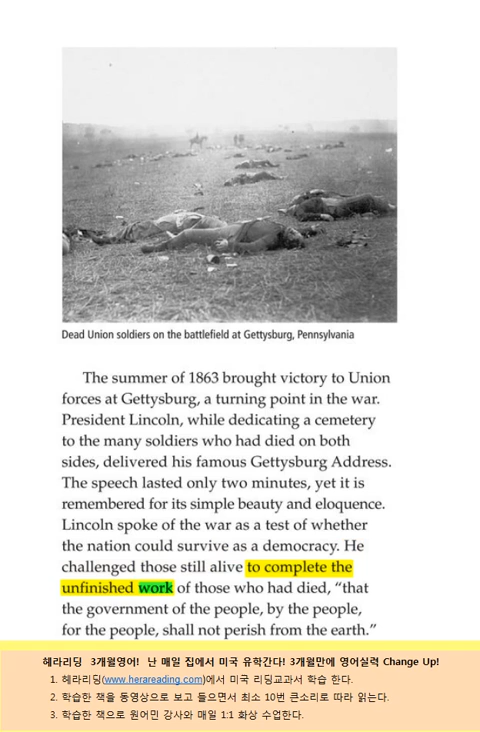 Dead Union soldiers on the battlefield at Gettysburg, Pennsylvania
The summer of 1863 brought victory to Union
forces at Gettysburg, a turning point in the war.
President Lincoln, while dedicating a cemetery
to the many soldiers who had died on both
sides, delivered his famous Gettysburg Address.
The speech lasted only two minutes, yet it is
remembered for its simple beauty and eloquence.
Lincoln spoke of the war as a test of whether
the nation could survive as a democracy. He
challenged those still alive to complete the
unfinished work of those who had died, “that
the government of the people, by the people,
for the people, shall not perish from the earth.”
헤라리딩 3개월영어! 난 매일 집에서 미국 유학간다! 3개월만에 영어실력 Change Up!
1. 헤라리딩(www.herareading.com)에서 미국 리딩교과서 학습 한다.
2. 학습한 책을 동영상으로 보고 들으면서 최소 10번 큰소리로 따라 읽는다.
3. 학습한 책으로 원어민 강사와 매일 1:1 화상 수업한다.